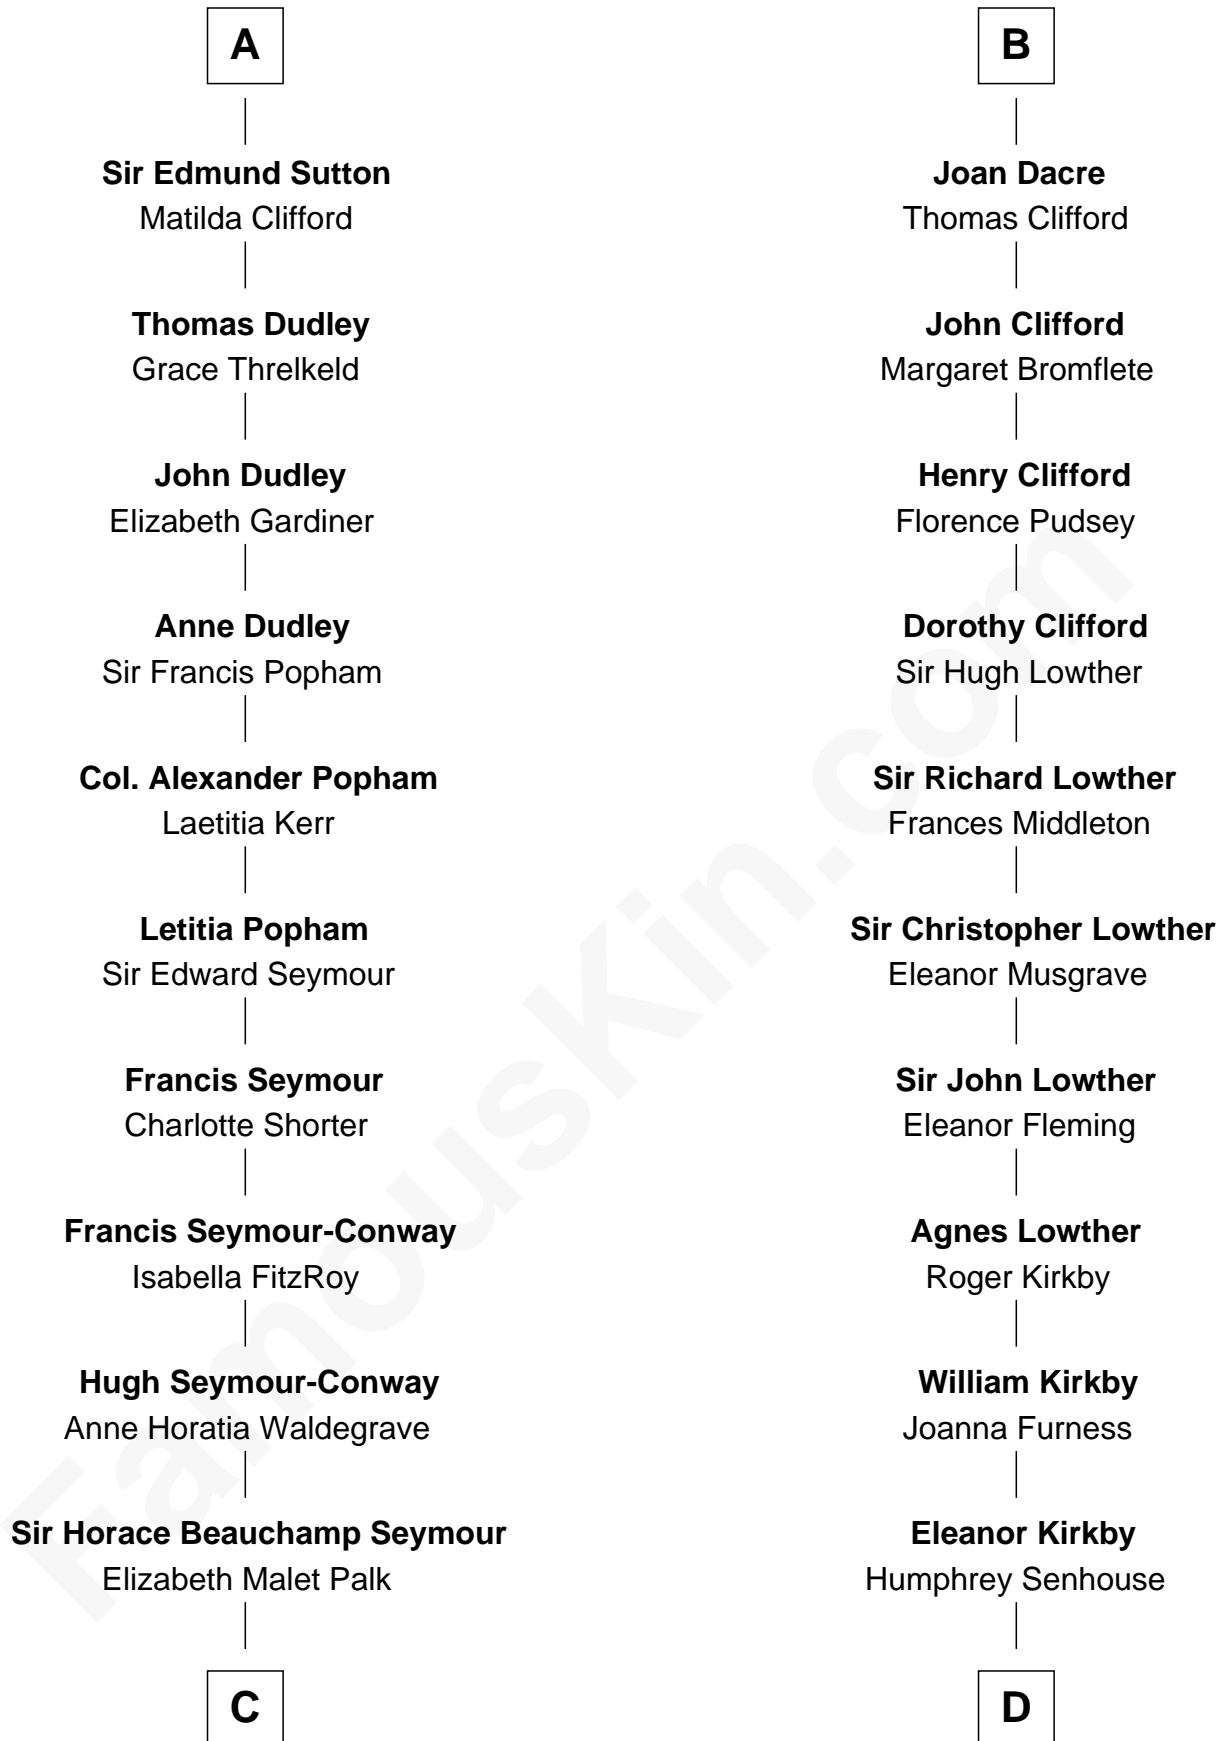 A
Sir Edmund Sutton
Matilda Clifford
Thomas Dudley
Grace Threlkeld
John Dudley
Elizabeth Gardiner
Anne Dudley
Sir Francis Popham
Col. Alexander Popham
Laetitia Kerr
Letitia Popham
Sir Edward Seymour
Francis Seymour
Charlotte Shorter
Francis Seymour-Conway
Isabella FitzRoy
Hugh Seymour-Conway
Anne Horatia Waldegrave
Sir Horace Beauchamp Seymour
Elizabeth Malet Palk
C
B
Joan Dacre
Thomas Clifford
John Clifford
Margaret Bromflete
Henry Clifford
Florence Pudsey
Dorothy Clifford
Sir Hugh Lowther
Sir Richard Lowther
Frances Middleton
Sir Christopher Lowther
Eleanor Musgrave
Sir John Lowther
Eleanor Fleming
Agnes Lowther
Roger Kirkby
William Kirkby
Joanna Furness
Eleanor Kirkby
Humphrey Senhouse
D
FamousKin.com